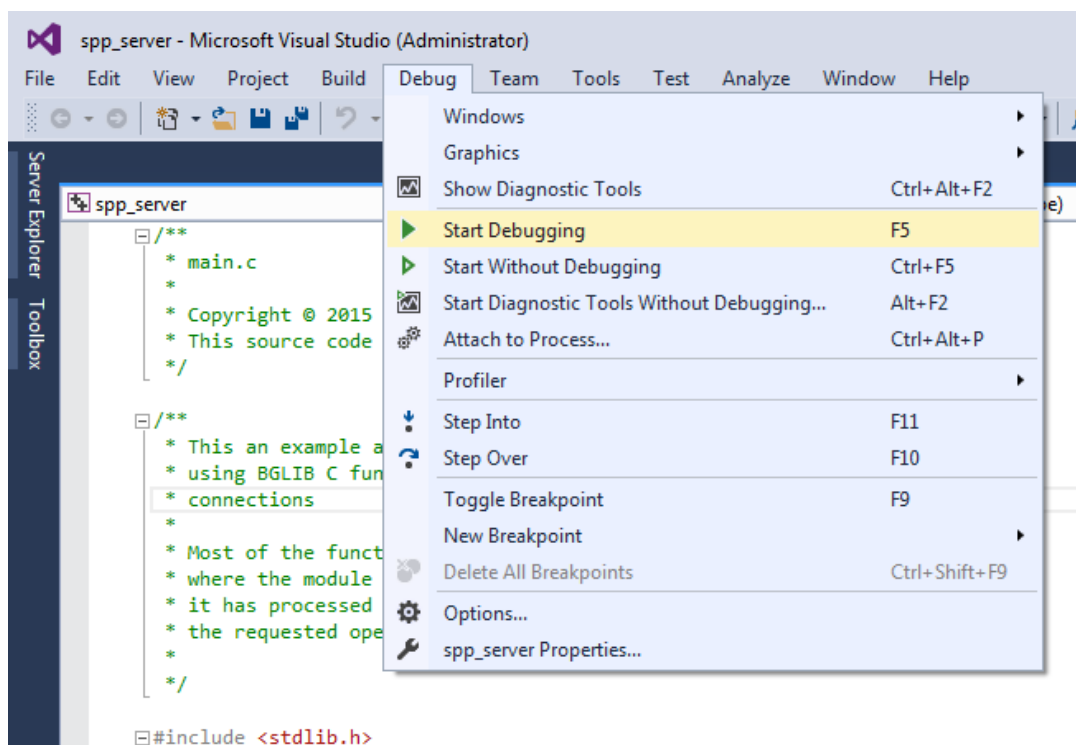 spp_server - Microsoft Visual Studio (Administrator)
File Edit View Project Build Debug Team Tools Test Analyze Window Help
Windows
Graphics
Show Diagnostic Tools Ctrl+Alt+F2
Start Debugging F5
Start Without Debugging Ctrl+F5
Start Diagnostic Tools Without Debugging... Alt+F2
Attach to Process... Ctrl+Alt+P
Profiler
Step Into F11
Step Over F10
Toggle Breakpoint F9
New Breakpoint
Delete All Breakpoints Ctrl+Shift+F9
Options...
spp_server Properties...
Server Explorer
Toolbox
spp_server
/**
* main.c
*
* Copyright © 2015
* This source code
*/
/**
* This an example a
* using BGLIB C fun
* connections
*
* Most of the funct
* where the module
* it has processed
* the requested ope
*
*/
#include <stdlib.h>